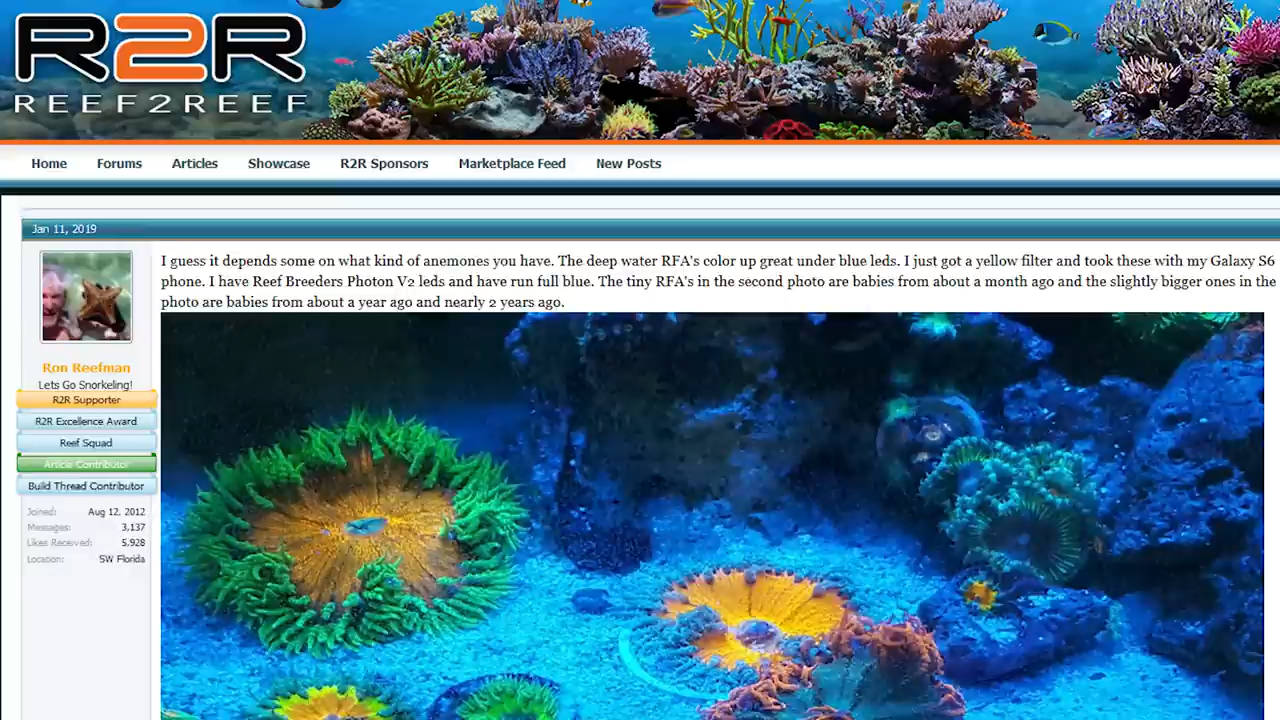 R2R
REEF2REEF
Home Forums Articles Showcase R2R Sponsors Marketplace Feed New Posts
Jan 11, 2019
I guess it depends some on what kind of anemones you have. The deep water RFA's color up great under blue leds. I just got a yellow filter and took these with my Galaxy S6
phone. I have Reef Breeders Photon V2 leds and have run full blue. The tiny RFA's in the second photo are babies from about a month ago and the slightly bigger ones in the
photo are babies from about a year ago and nearly 2 years ago.
Ron Reefman
Lets Go Snorkeling!
R2R Supporter
R2R Excellence Award
Reef Squad
Article Contributor
Build Thread Contributor
Joined: Aug 12, 2012
Messages: 3,137
Likes Received: 5,928
Location: SW Florida